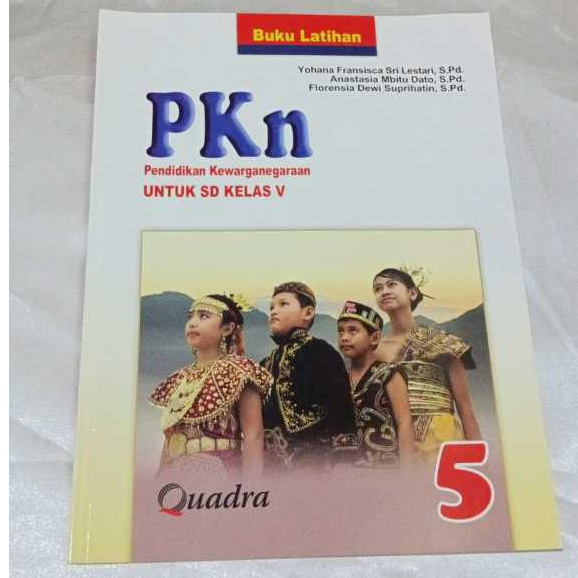 Buku Latihan
Yohana Fransisca Sri Lestari, S.Pd.
Anastasia Mbitu Dato, S.Pd.
Florensia Dewi Suprihatin, S.Pd.
PKn
Pendidikan Kewarganegaraan
UNTUK SD KELAS V
Quadra
5